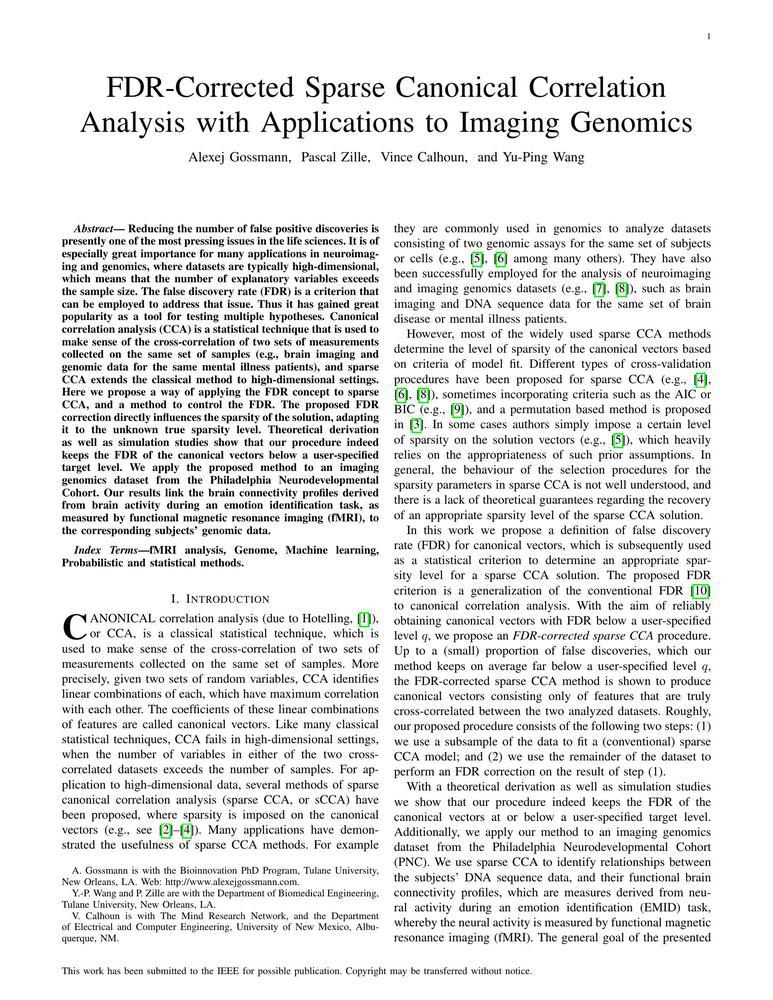 1
FDR-Corrected Sparse Canonical Correlation
Analysis with Applications to Imaging Genomics
Alexej Gossmann, Pascal Zille, Vince Calhoun, and Yu-Ping Wang
Abstract— Reducing the number of false positive discoveries is
presently one of the most pressing issues in the life sciences. It is of
especially great importance for many applications in neuroimag-
ing and genomics, where datasets are typically high-dimensional,
which means that the number of explanatory variables exceeds
the sample size. The false discovery rate (FDR) is a criterion that
can be employed to address that issue. Thus it has gained great
popularity as a tool for testing multiple hypotheses. Canonical
correlation analysis (CCA) is a statistical technique that is used to
make sense of the cross-correlation of two sets of measurements
collected on the same set of samples (e.g., brain imaging and
genomic data for the same mental illness patients), and sparse
CCA extends the classical method to high-dimensional settings.
Here we propose a way of applying the FDR concept to sparse
CCA, and a method to control the FDR. The proposed FDR
correction directly influences the sparsity of the solution, adapting
it to the unknown true sparsity level. Theoretical derivation
as well as simulation studies show that our procedure indeed
keeps the FDR of the canonical vectors below a user-specified
target level. We apply the proposed method to an imaging
genomics dataset from the Philadelphia Neurodevelopmental
Cohort. Our results link the brain connectivity profiles derived
from brain activity during an emotion identification task, as
measured by functional magnetic resonance imaging (fMRI), to
the corresponding subjects' genomic data.
Index Terms—fMRI analysis, Genome, Machine learning,
Probabilistic and statistical methods.
I. INTRODUCTION
CANONICAL correlation analysis (due to Hotelling, [1]),
or CCA, is a classical statistical technique, which is
used to make sense of the cross-correlation of two sets of
measurements collected on the same set of samples. More
precisely, given two sets of random variables, CCA identifies
linear combinations of each, which have maximum correlation
with each other. The coefficients of these linear combinations
of features are called canonical vectors. Like many classical
statistical techniques, CCA fails in high-dimensional settings,
when the number of variables in either of the two cross-
correlated datasets exceeds the number of samples. For ap-
plication to high-dimensional data, several methods of sparse
canonical correlation analysis (sparse CCA, or sCCA) have
been proposed, where sparsity is imposed on the canonical
vectors (e.g., see [2]–[4]). Many applications have demon-
strated the usefulness of sparse CCA methods. For example
A. Gossmann is with the Bioinnovation PhD Program, Tulane University,
New Orleans, LA. Web: http://www.alexejgossmann.com.
Y.-P. Wang and P. Zille are with the Department of Biomedical Engineering,
Tulane University, New Orleans, LA.
V. Calhoun is with The Mind Research Network, and the Department
of Electrical and Computer Engineering, University of New Mexico, Albu-
querque, NM.
they are commonly used in genomics to analyze datasets
consisting of two genomic assays for the same set of subjects
or cells (e.g., [5], [6] among many others). They have also
been successfully employed for the analysis of neuroimaging
and imaging genomics datasets (e.g., [7], [8]), such as brain
imaging and DNA sequence data for the same set of brain
disease or mental illness patients.
However, most of the widely used sparse CCA methods
determine the level of sparsity of the canonical vectors based
on criteria of model fit. Different types of cross-validation
procedures have been proposed for sparse CCA (e.g., [4],
[6], [8]), sometimes incorporating criteria such as the AIC or
BIC (e.g., [9]), and a permutation based method is proposed
in [3]. In some cases authors simply impose a certain level
of sparsity on the solution vectors (e.g., [5]), which heavily
relies on the appropriateness of such prior assumptions. In
general, the behaviour of the selection procedures for the
sparsity parameters in sparse CCA is not well understood, and
there is a lack of theoretical guarantees regarding the recovery
of an appropriate sparsity level of the sparse CCA solution.
In this work we propose a definition of false discovery
rate (FDR) for canonical vectors, which is subsequently used
as a statistical criterion to determine an appropriate spar-
sity level for a sparse CCA solution. The proposed FDR
criterion is a generalization of the conventional FDR [10]
to canonical correlation analysis. With the aim of reliably
obtaining canonical vectors with FDR below a user-specified
level q, we propose an FDR-corrected sparse CCA procedure.
Up to a (small) proportion of false discoveries, which our
method keeps on average far below a user-specified level q,
the FDR-corrected sparse CCA method is shown to produce
canonical vectors consisting only of features that are truly
cross-correlated between the two analyzed datasets. Roughly,
our proposed procedure consists of the following two steps: (1)
we use a subsample of the data to fit a (conventional) sparse
CCA model; and (2) we use the remainder of the dataset to
perform an FDR correction on the result of step (1).
With a theoretical derivation as well as simulation studies
we show that our procedure indeed keeps the FDR of the
canonical vectors at or below a user-specified target level.
Additionally, we apply our method to an imaging genomics
dataset from the Philadelphia Neurodevelopmental Cohort
(PNC). We use sparse CCA to identify relationships between
the subjects' DNA sequence data, and their functional brain
connectivity profiles, which are measures derived from neu-
ral activity during an emotion identification (EMID) task,
whereby the neural activity is measured by functional magnetic
resonance imaging (fMRI). The general goal of the presented
This work has been submitted to the IEEE for possible publication. Copyright may be transferred without notice.